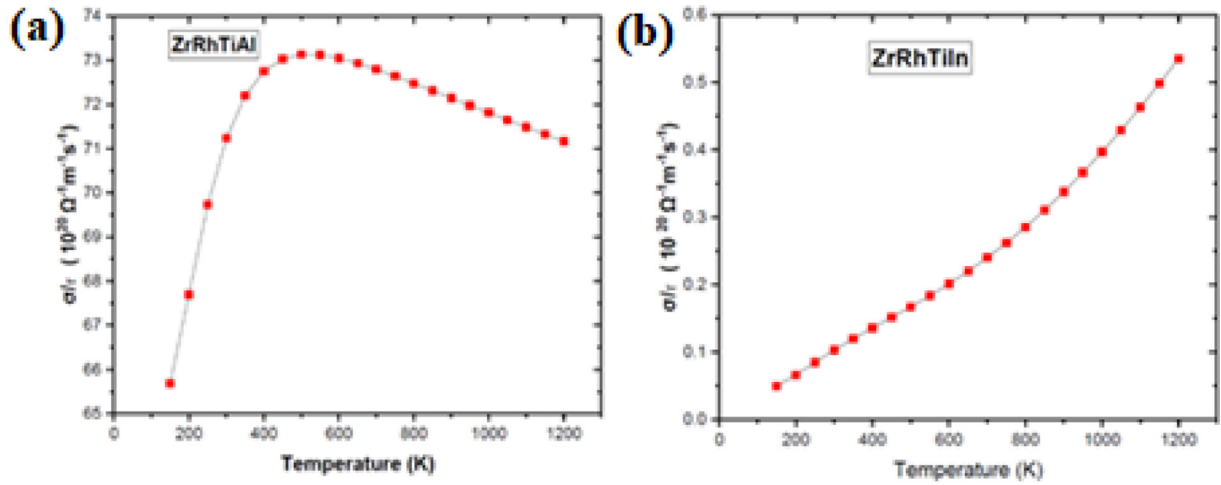 (a)
ZrRhTiAl
74
73
72
71
70
69
68
67
66
65
σ/τ ( 10²⁰ Ω⁻¹m⁻¹s⁻¹)
0 200 400 600 800 1000 1200
Temperature (K)
(b)
ZrRhTiIn
0.6
0.5
0.4
0.3
0.2
0.1
0.0
σ/τ ( 10 ²⁰ Ω⁻¹m⁻¹s⁻¹)
200 400 600 800 1000 1200
Temperature (K)